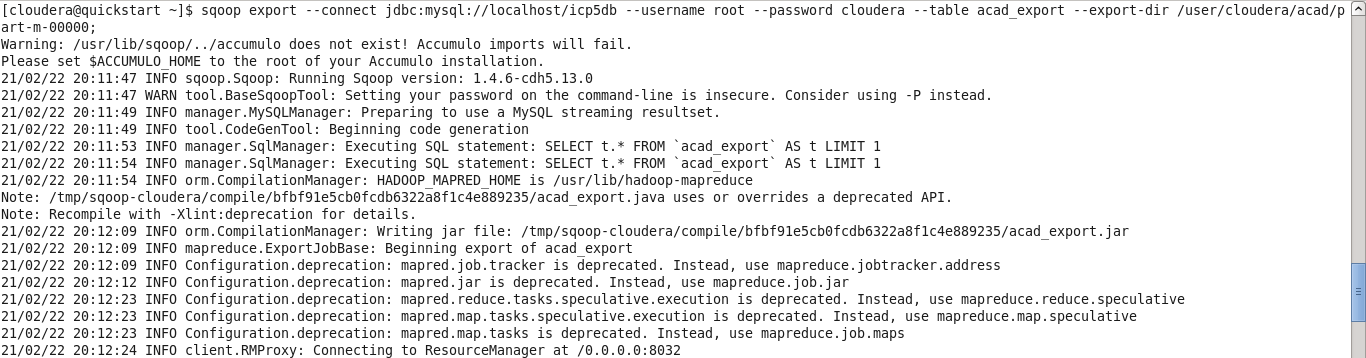 [cloudera@quickstart ~]$ sqoop export --connect jdbc:mysql://localhost/icp5db --username root --password cloudera --table acad_export --export-dir /user/cloudera/acad/p
art-m-00000;
Warning: /usr/lib/sqoop/../accumulo does not exist! Accumulo imports will fail.
Please set $ACCUMULO_HOME to the root of your Accumulo installation.
21/02/22 20:11:47 INFO sqoop.Sqoop: Running Sqoop version: 1.4.6-cdh5.13.0
21/02/22 20:11:47 WARN tool.BaseSqoopTool: Setting your password on the command-line is insecure. Consider using -P instead.
21/02/22 20:11:49 INFO manager.MySQLManager: Preparing to use a MySQL streaming resultset.
21/02/22 20:11:49 INFO tool.CodeGenTool: Beginning code generation
21/02/22 20:11:53 INFO manager.SqlManager: Executing SQL statement: SELECT t.* FROM `acad_export` AS t LIMIT 1
21/02/22 20:11:54 INFO manager.SqlManager: Executing SQL statement: SELECT t.* FROM `acad_export` AS t LIMIT 1
21/02/22 20:11:54 INFO orm.CompilationManager: HADOOP_MAPRED_HOME is /usr/lib/hadoop-mapreduce
Note: /tmp/sqoop-cloudera/compile/bfbf91e5cb0fcdb6322a8f1c4e889235/acad_export.java uses or overrides a deprecated API.
Note: Recompile with -Xlint:deprecation for details.
21/02/22 20:12:09 INFO orm.CompilationManager: Writing jar file: /tmp/sqoop-cloudera/compile/bfbf91e5cb0fcdb6322a8f1c4e889235/acad_export.jar
21/02/22 20:12:09 INFO mapreduce.ExportJobBase: Beginning export of acad_export
21/02/22 20:12:09 INFO Configuration.deprecation: mapred.job.tracker is deprecated. Instead, use mapreduce.jobtracker.address
21/02/22 20:12:12 INFO Configuration.deprecation: mapred.jar is deprecated. Instead, use mapreduce.job.jar
21/02/22 20:12:23 INFO Configuration.deprecation: mapred.reduce.tasks.speculative.execution is deprecated. Instead, use mapreduce.reduce.speculative
21/02/22 20:12:23 INFO Configuration.deprecation: mapred.map.tasks.speculative.execution is deprecated. Instead, use mapreduce.map.speculative
21/02/22 20:12:23 INFO Configuration.deprecation: mapred.map.tasks is deprecated. Instead, use mapreduce.job.maps
21/02/22 20:12:24 INFO client.RMProxy: Connecting to ResourceManager at /0.0.0.0:8032